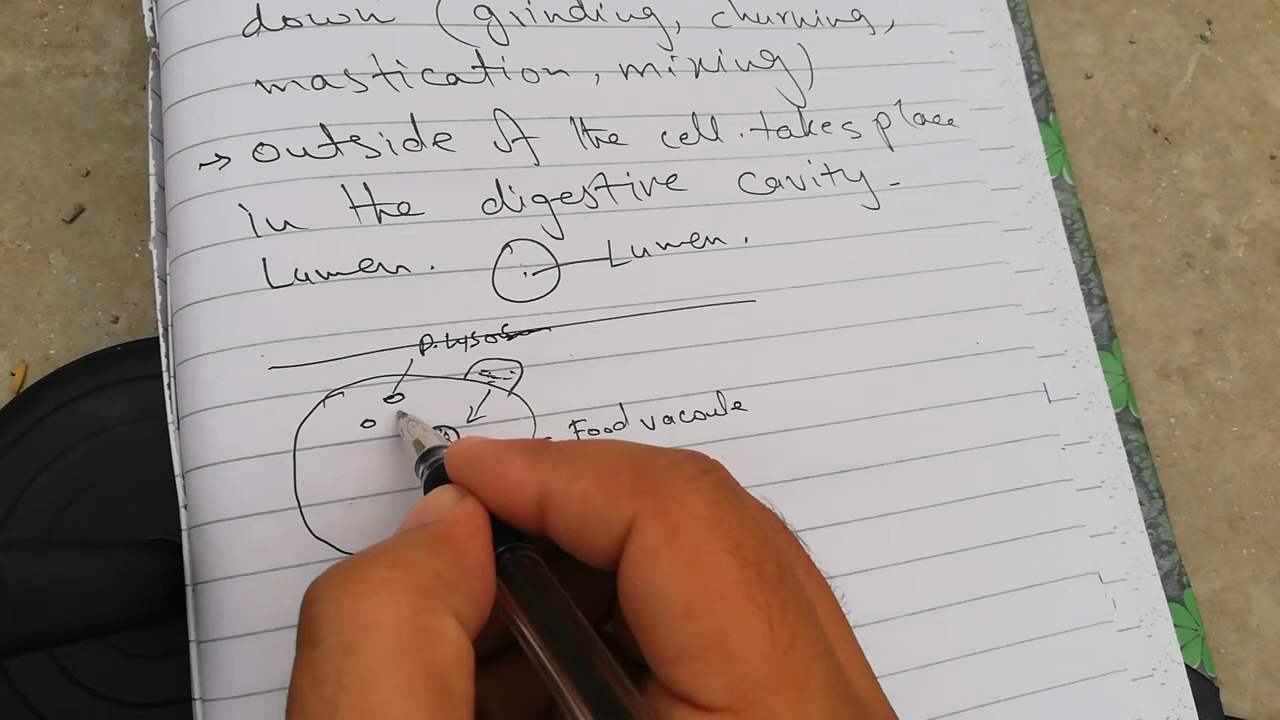 down (grinding, churning,
mastication, mixing)
→ outside of the cell. takes place
in the digestive cavity-
Lumen. Lumen.
P. Lysos
Food vacoule